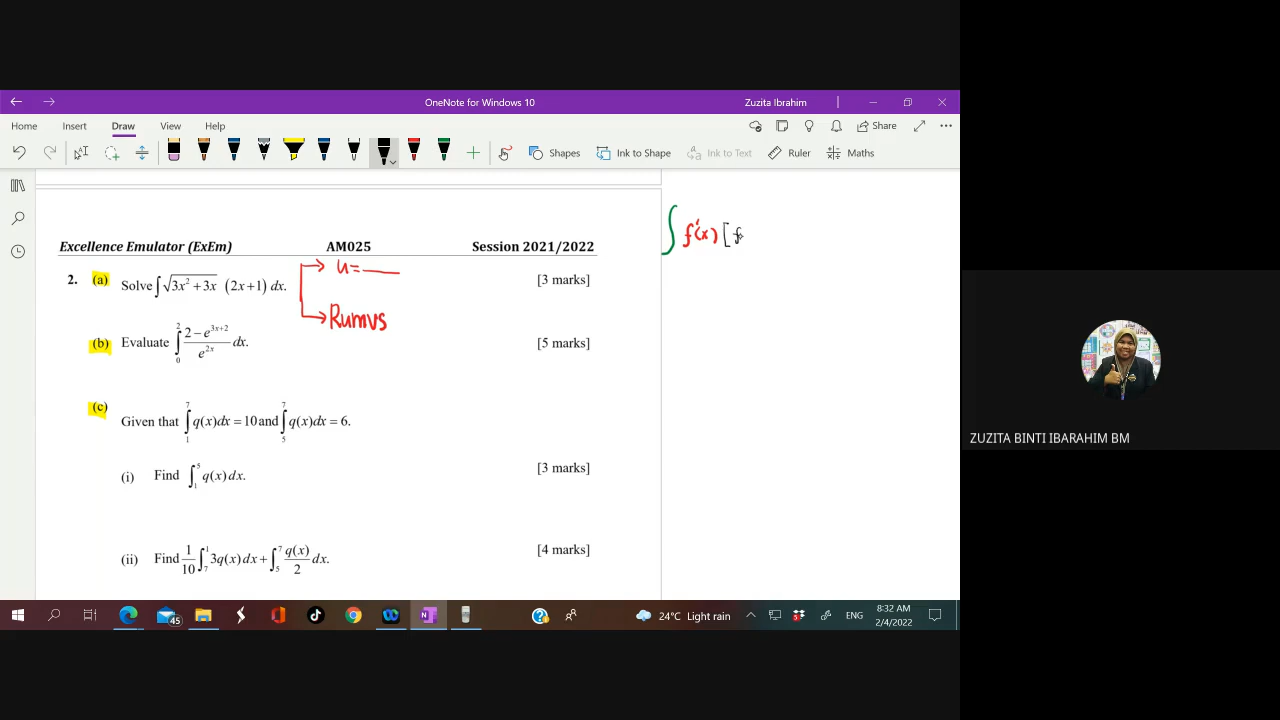 OneNote for Windows 10
Zuzita Ibrahim
Home Insert Draw View Help
Share
Shapes
Ink to Shape
Ink to Text
Ruler
Maths
Excellence Emulator (ExEm) AM025 Session 2021/2022
∫ f'(x) [f
2. (a) Solve ∫√(3x² + 3x) (2x+1) dx. [3 marks]
u = ___
Rumus
(b) Evaluate ∫₀² (2 − e^(3x+2))/e^(2x) dx. [5 marks]
(c) Given that ∫₁⁷ q(x)dx = 10 and ∫₅⁷ q(x)dx = 6.
(i) Find ∫₁⁵ q(x) dx. [3 marks]
(ii) Find 1/10 ∫₇¹ 3q(x) dx + ∫₅⁷ q(x)/2 dx. [4 marks]
ZUZITA BINTI IBARAHIM BM
45
24°C Light rain
5
ENG
8:32 AM
2/4/2022